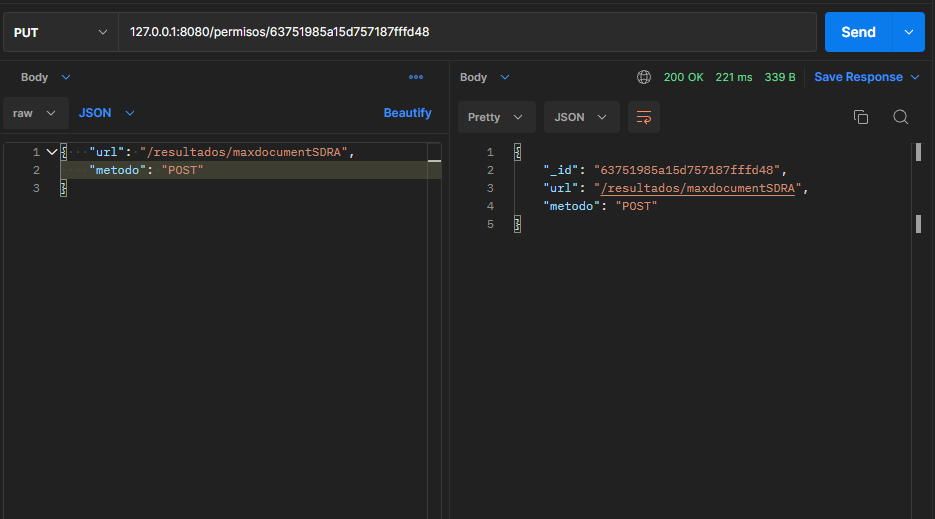 PUT 127.0.0.1:8080/permisos/63751985a15d757187fffd48 Send
Body Body 200 OK 221 ms 339 B Save Response
raw JSON Beautify
Pretty JSON
1 { "url": "/resultados/maxdocumentSDRA",
2 "metodo": "POST"
3 }
1 {
2 "_id": "63751985a15d757187fffd48",
3 "url": "/resultados/maxdocumentSDRA",
4 "metodo": "POST"
5 }